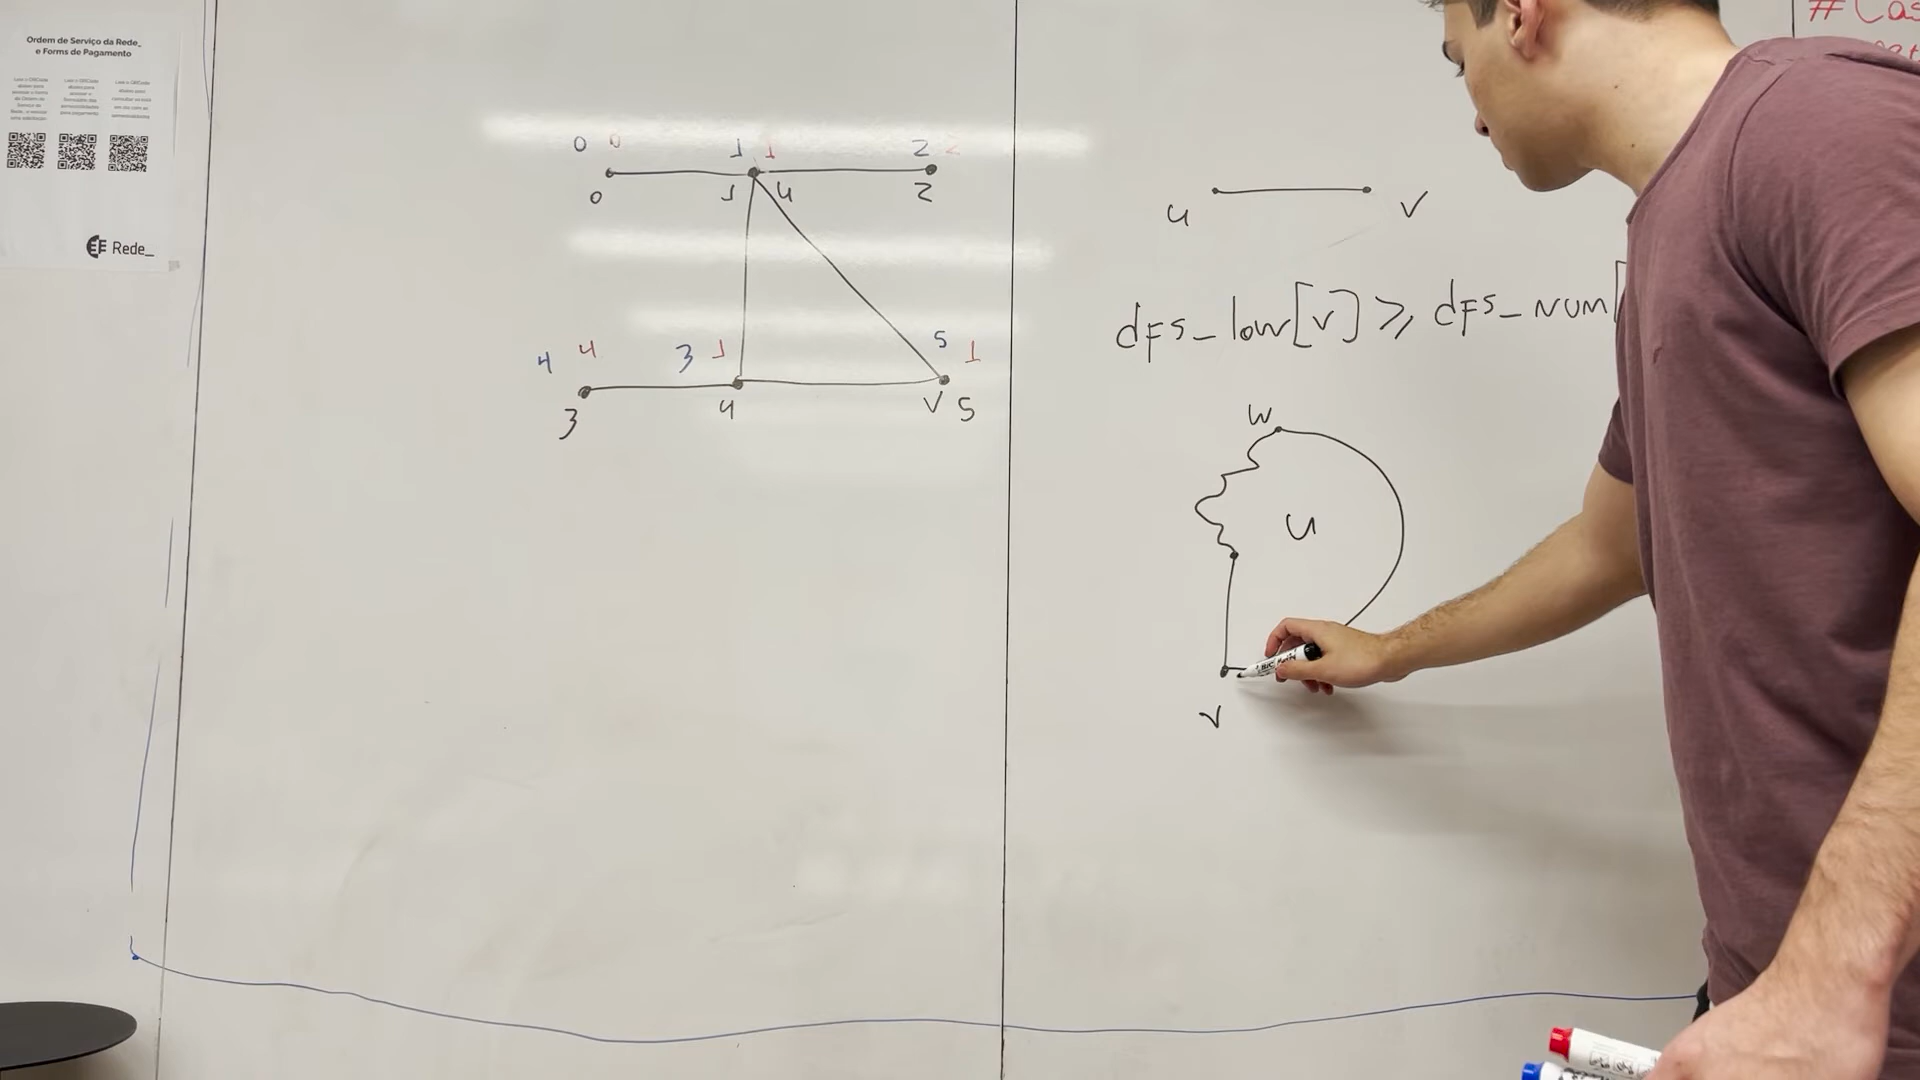 Ordem de Serviço da Rede_
e Forms de Pagamento
Rede_
0 0 1 1 2 2
0 1 u 2
4 4 3 1 5 1
3 4 v 5
u v
dfs_low[v] ≥ dfs_num[
w
u
v
#Cas